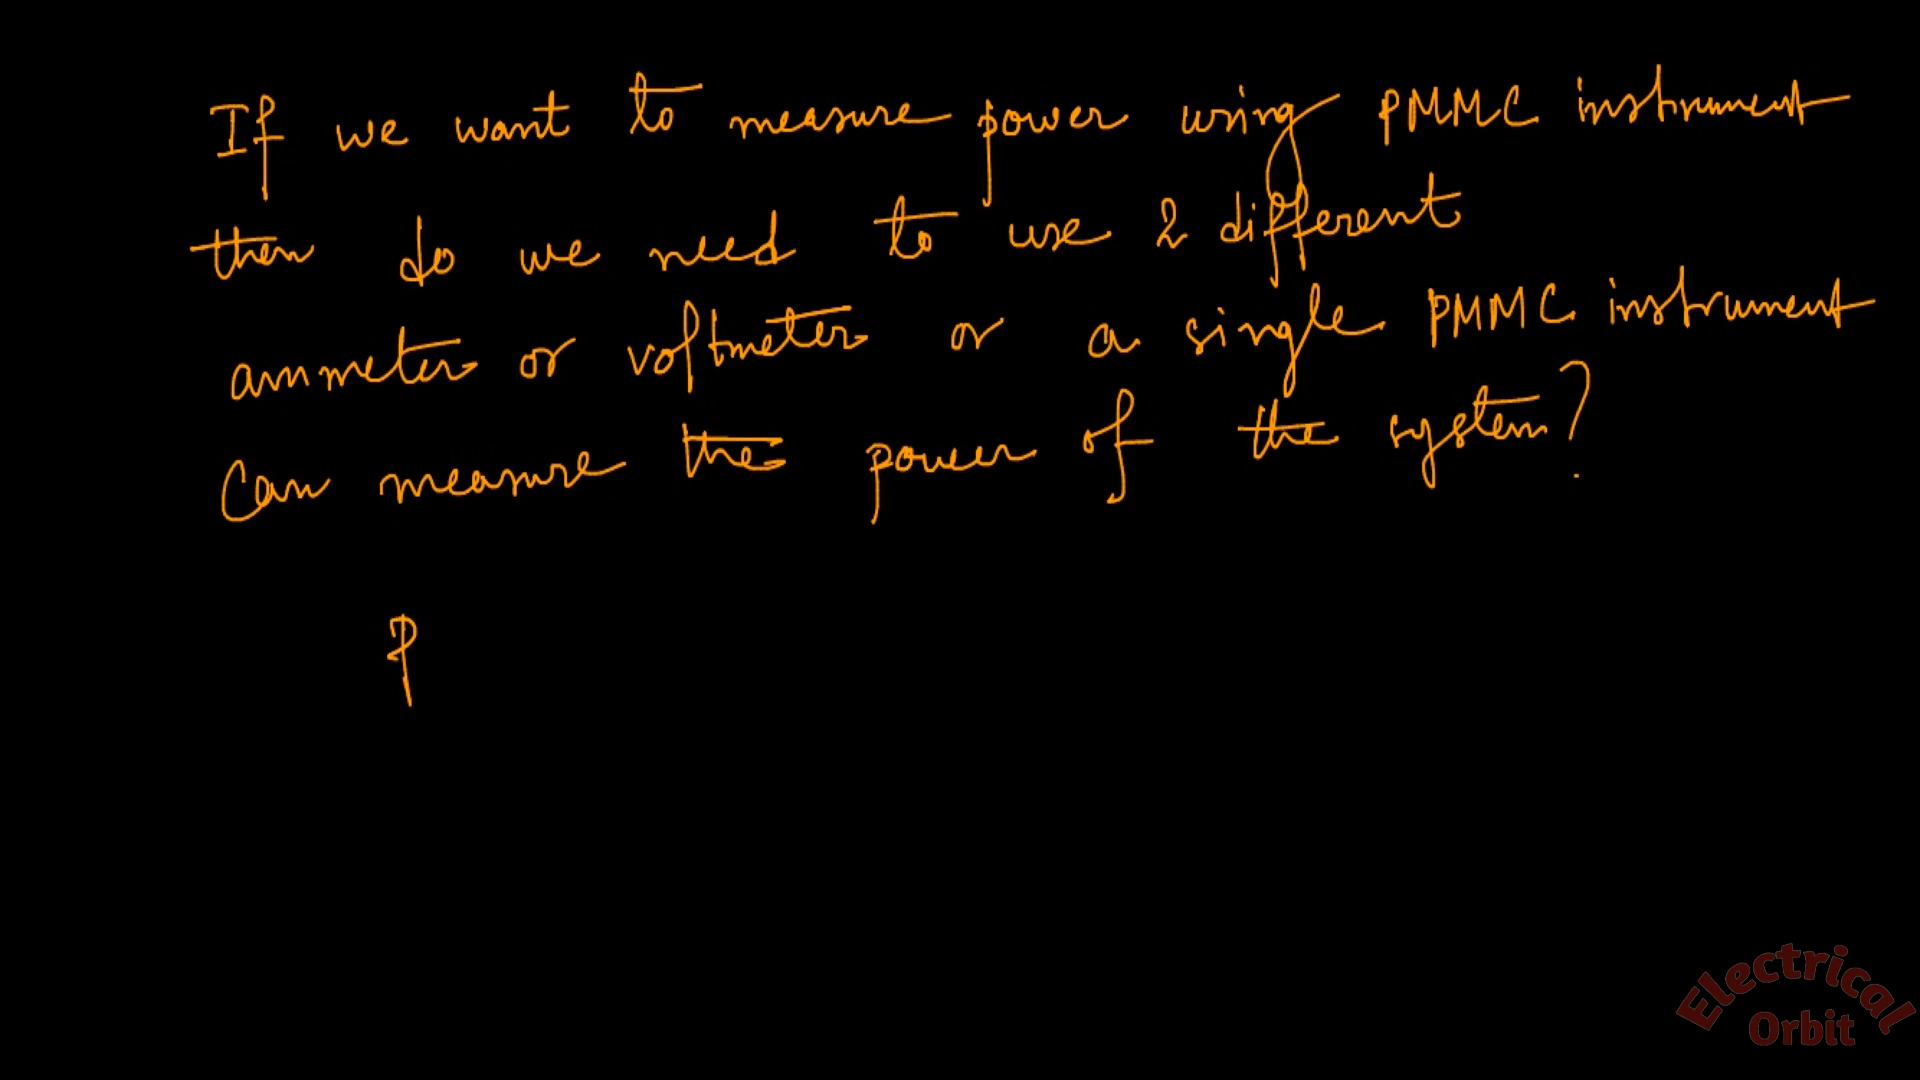 If we want to measure power using PMMC instrument
then do we need to use 2 different
ammeter or voltmeter or a single PMMC instrument
Can measure the power of the system?
P
Electrical
Orbit